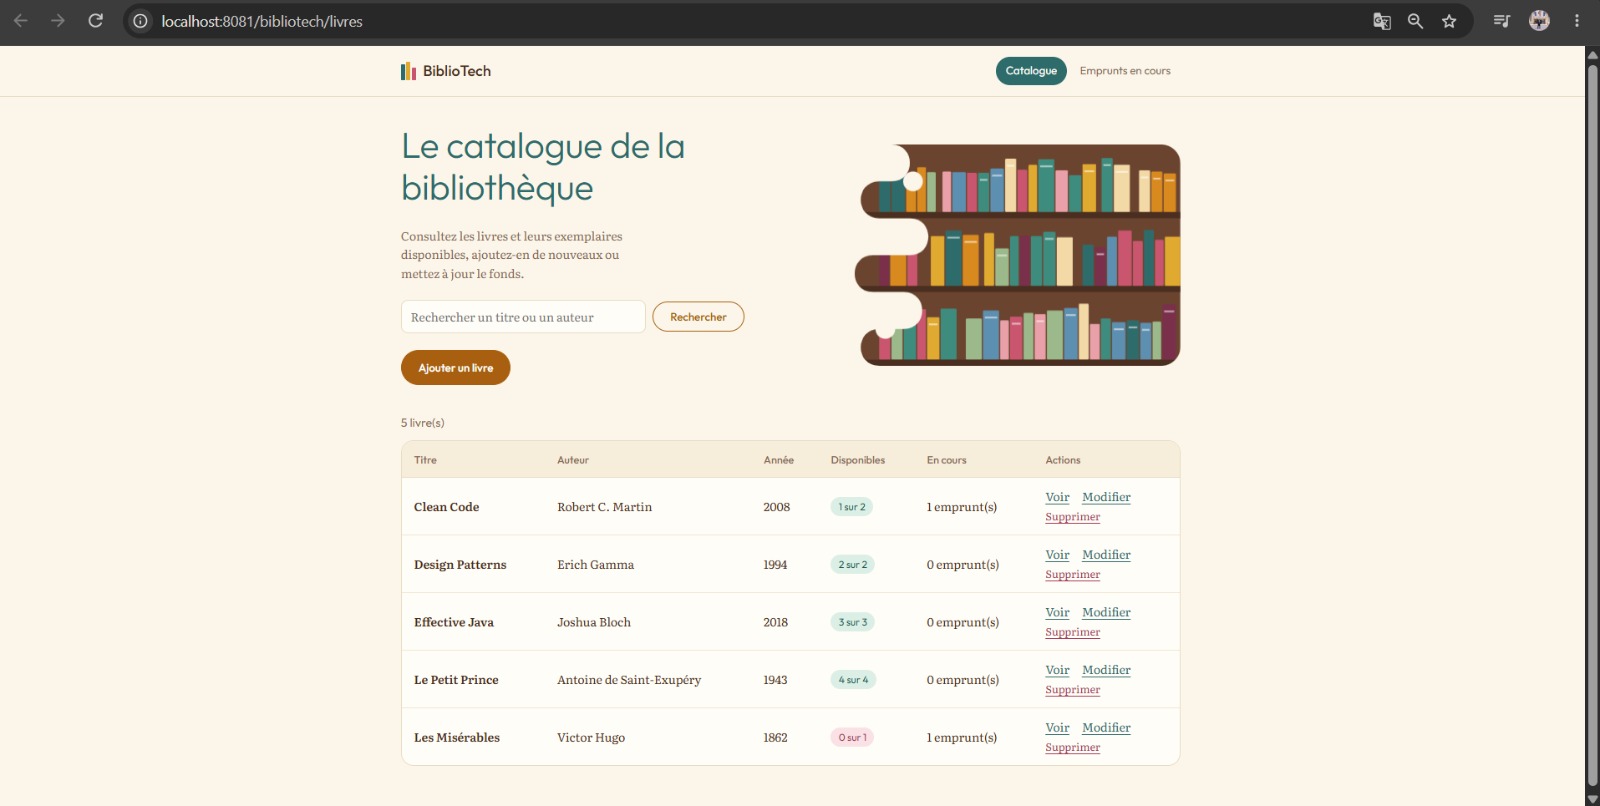 localhost:8081/bibliotech/livres
BiblioTech
Catalogue
Emprunts en cours
Le catalogue de la
bibliothèque
Consultez les livres et leurs exemplaires
disponibles, ajoutez-en de nouveaux ou
mettez à jour le fonds.
Rechercher un titre ou un auteur
Rechercher
Ajouter un livre
5 livre(s)
Titre Auteur Année Disponibles En cours Actions
Clean Code Robert C. Martin 2008 1 sur 2 1 emprunt(s) Voir Modifier
Supprimer
Design Patterns Erich Gamma 1994 2 sur 2 0 emprunt(s) Voir Modifier
Supprimer
Effective Java Joshua Bloch 2018 3 sur 3 0 emprunt(s) Voir Modifier
Supprimer
Le Petit Prince Antoine de Saint-Exupéry 1943 4 sur 4 0 emprunt(s) Voir Modifier
Supprimer
Les Misérables Victor Hugo 1862 0 sur 1 1 emprunt(s) Voir Modifier
Supprimer